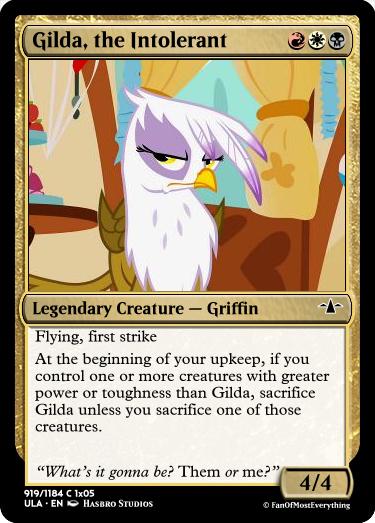 Gilda, the Intolerant
Legendary Creature — Griffin
Flying, first strike
At the beginning of your upkeep, if you
control one or more creatures with greater
power or toughness than Gilda, sacrifice
Gilda unless you sacrifice one of those
creatures.
“What's it gonna be? Them or me?”
4/4
919/1184 C 1x05
ULA • EN Hasbro Studios
© FanOfMostEverything